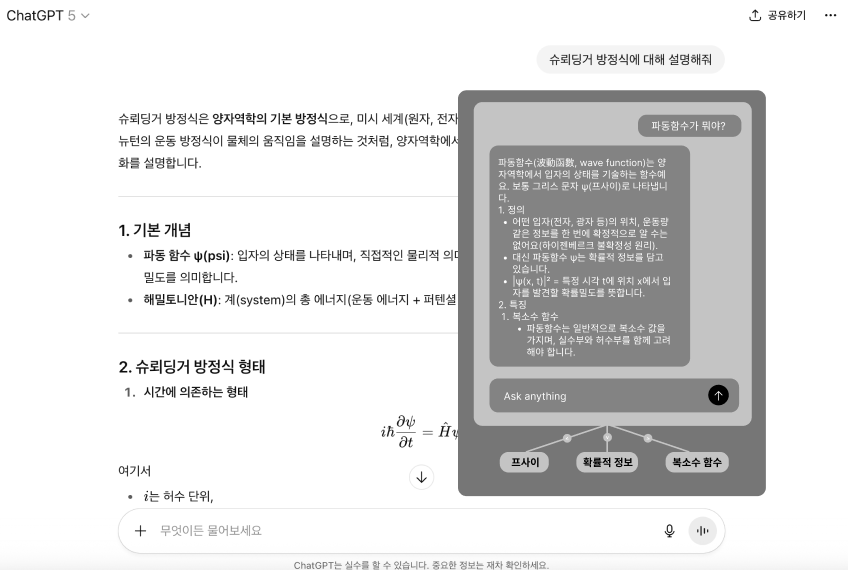 ChatGPT 5
공유하기
슈뢰딩거 방정식에 대해 설명해줘
슈뢰딩거 방정식은 양자역학의 기본 방정식으로, 미시 세계(원자, 전자
뉴턴의 운동 방정식이 물체의 움직임을 설명하는 것처럼, 양자역학에서
화를 설명합니다.
1. 기본 개념
• 파동 함수 ψ(psi): 입자의 상태를 나타내며, 직접적인 물리적 의미
밀도를 의미합니다.
• 해밀토니안(H): 계(system)의 총 에너지(운동 에너지 + 퍼텐셜
2. 슈뢰딩거 방정식 형태
1. 시간에 의존하는 형태
iħ ∂ψ/∂t = Ĥψ
여기서
• i는 허수 단위,
무엇이든 물어보세요
ChatGPT는 실수를 할 수 있습니다. 중요한 정보는 재차 확인하세요.
파동함수가 뭐야?
파동함수(波動函數, wave function)는 양
자역학에서 입자의 상태를 기술하는 함수예
요. 보통 그리스 문자 ψ(프사이)로 나타냅니
다.
1. 정의
• 어떤 입자(전자, 광자 등)의 위치, 운동량
같은 정보를 한 번에 확정적으로 알 수는
없어요(하이젠베르크 불확정성 원리).
• 대신 파동함수 ψ는 확률적 정보를 담고
있습니다.
• |ψ(x, t)|² = 특정 시각 t에 위치 x에서 입
자를 발견할 확률밀도를 뜻합니다.
2. 특징
1. 복소수 함수
• 파동함수는 일반적으로 복소수 값을
가지며, 실수부와 허수부를 함께 고려
해야 합니다.
Ask anything
프사이
확률적 정보
복소수 함수